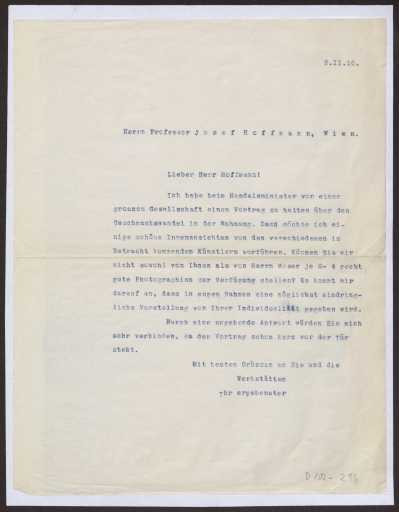 9.II.10.
Herrn Professor Josef Hoffmann, Wien.
Lieber Herr Hoffmann!
Ich habe beim Handelsminister vor einer
grossen Gesellschaft einen Vortrag zu halten über den
Geschmackswandel in der Wohnung. Dazu möchte ich ei-
nige schöne Innenansichten von den verschiedenen in
Betracht kommenden Künstlern vorführen. Können Sie mir
nicht sowohl von Ihnen als von Herrn Moser je 3-4 recht
gute Photographien zur Verfügung stellen? Es kommt mir
darauf an, dass in engem Rahmen eine möglichst eindring-
liche Vorstellung von Ihrer Individualität gegeben wird.
Durch eine umgehende Antwort würden Sie mich
sehr verbinden, da der Vortrag schon kurz vor der Tür
steht.
Mit besten Grüssen an Sie und die
Werkstätten
Ihr ergebenster